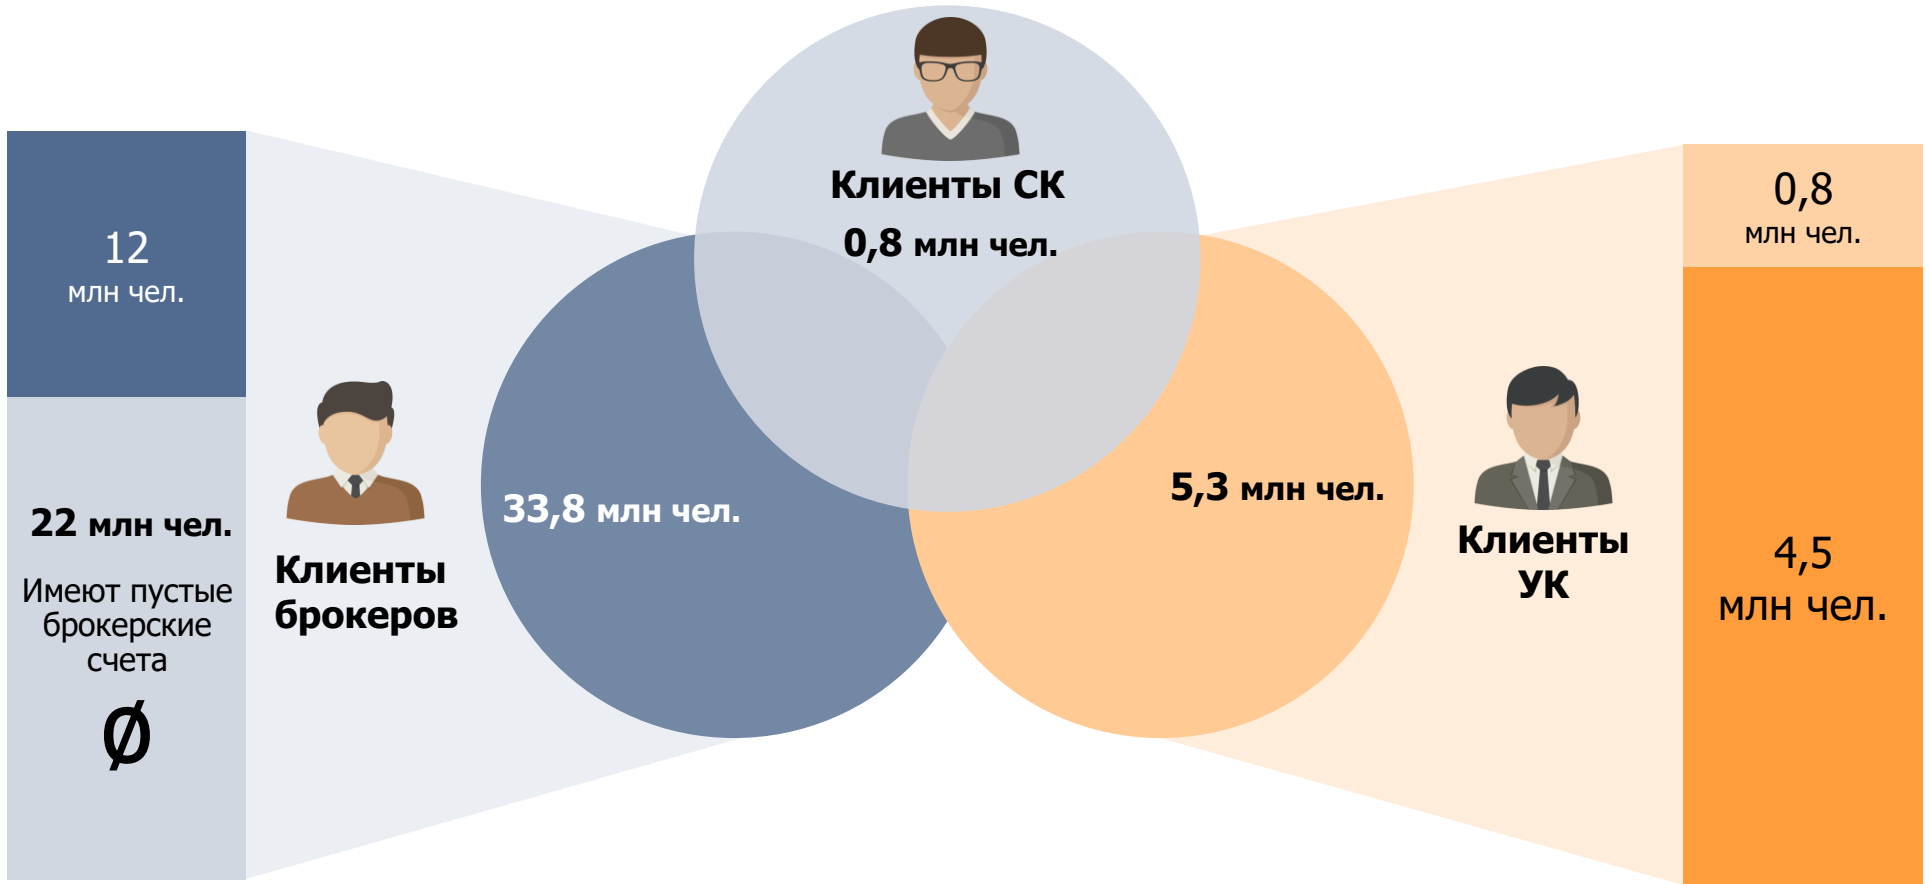 Клиенты СК
0,8 млн чел.
12
млн чел.
22 млн чел.
Имеют пустые
брокерские
счета
Ø
Клиенты
брокеров
33,8 млн чел.
5,3 млн чел.
Клиенты
УК
0,8
млн чел.
4,5
млн чел.